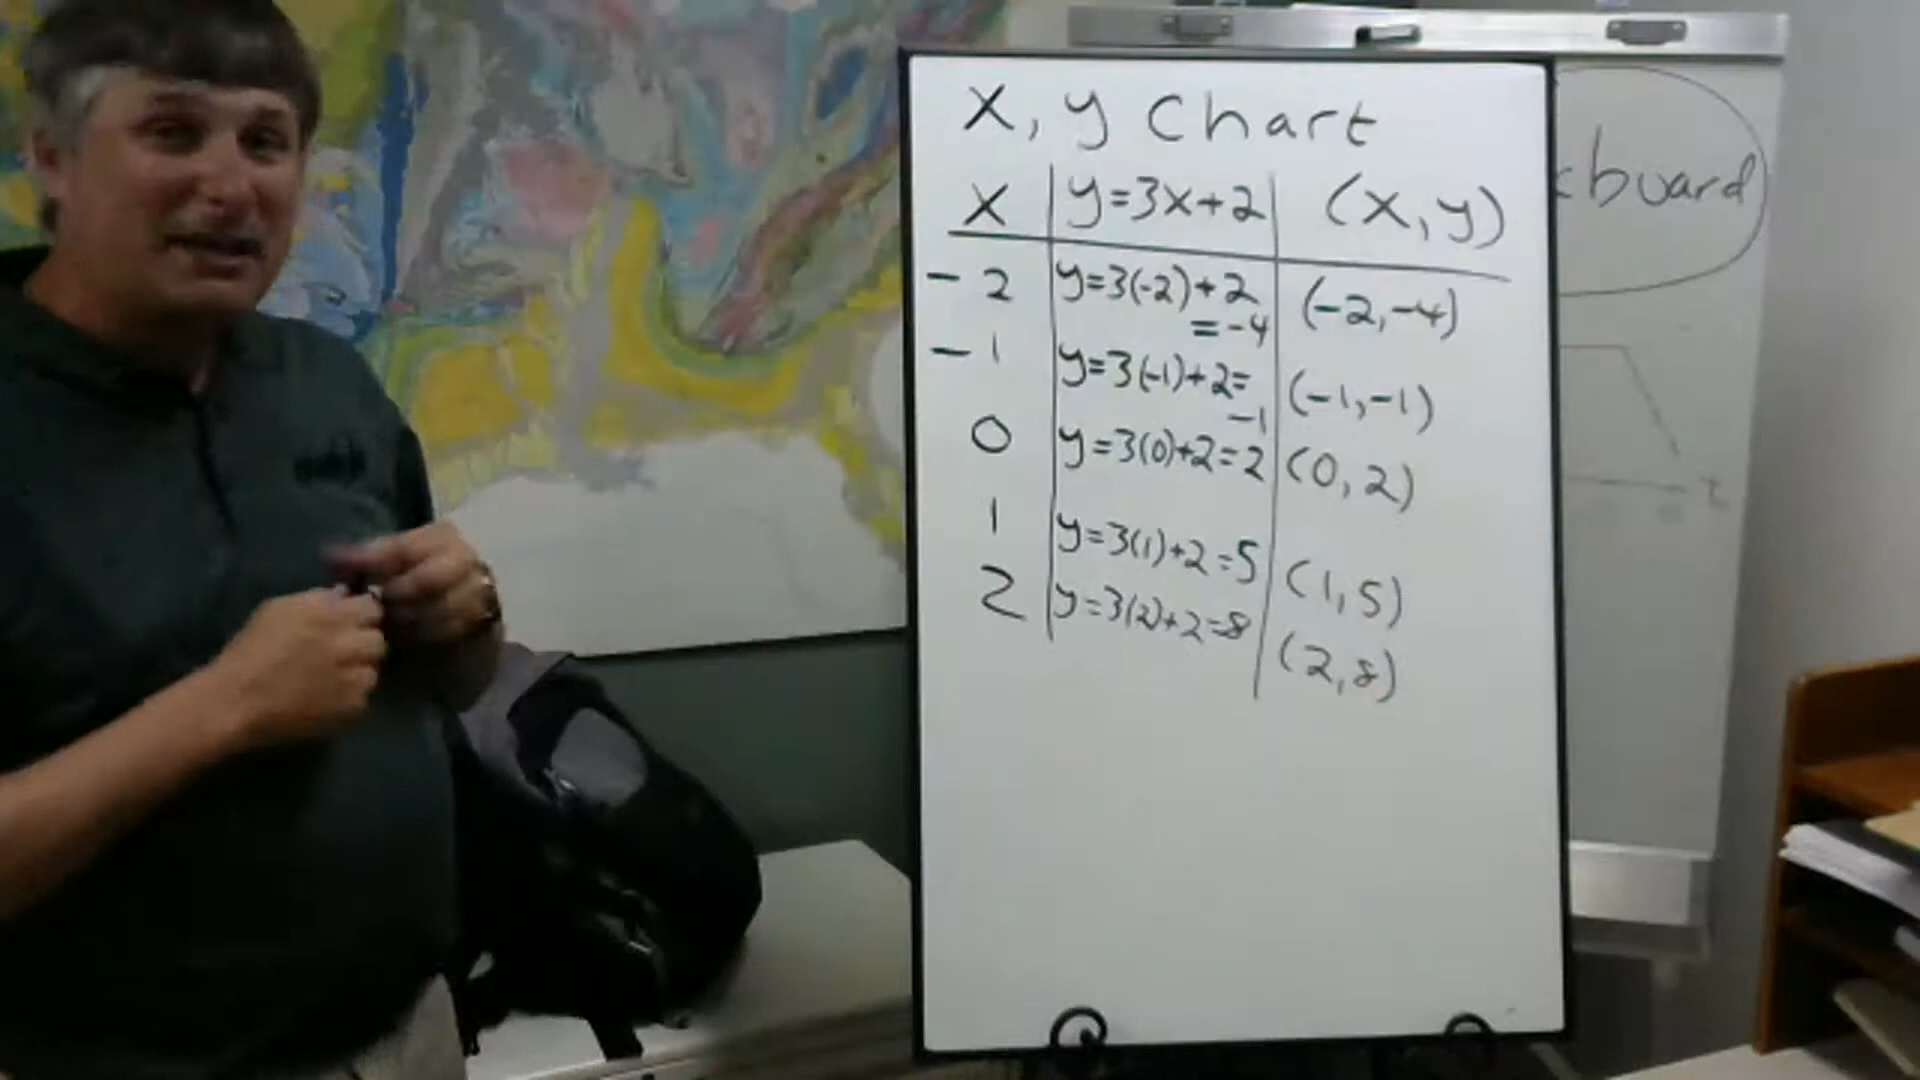 x, y chart
x y=3x+2 (x,y)
-2 y=3(-2)+2 (-2,-4)
=-4
-1 y=3(-1)+2= (-1,-1)
-1
0 y=3(0)+2=2 (0,2)
1 y=3(1)+2=5 (1,5)
2 y=3(2)+2=8 (2,8)